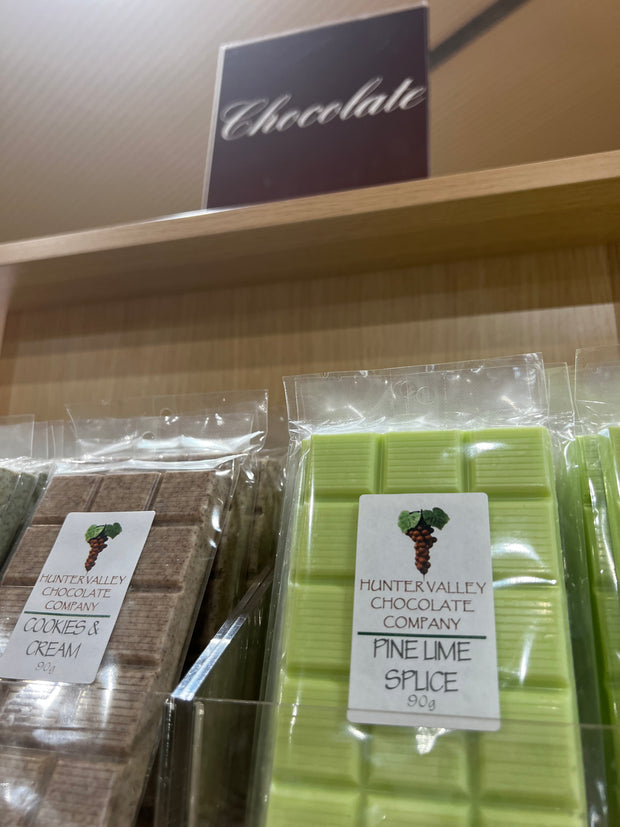 Chocolate
HUNTER VALLEY
CHOCOLATE
COMPANY
COOKIES &
CREAM
90g
HUNTER VALLEY
CHOCOLATE
COMPANY
PINE LIME
SPLICE
90g